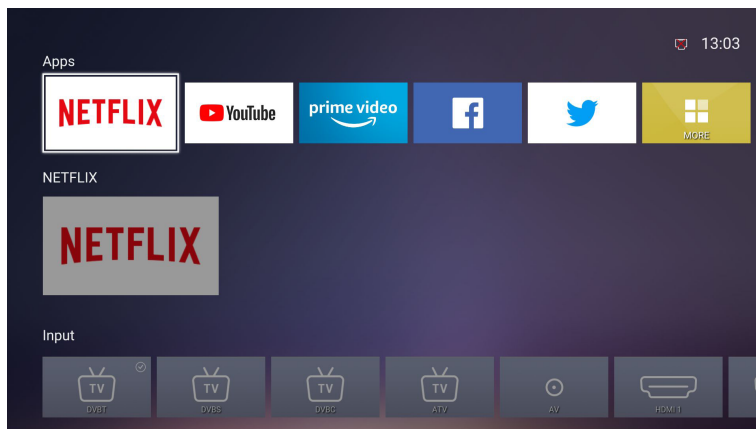 13:03
Apps
NETFLIX
YouTube
prime video
MORE
NETFLIX
NETFLIX
Input
TV
DVBT
TV
DVBS
TV
DVBC
TV
ATV
AV
HDMI 1